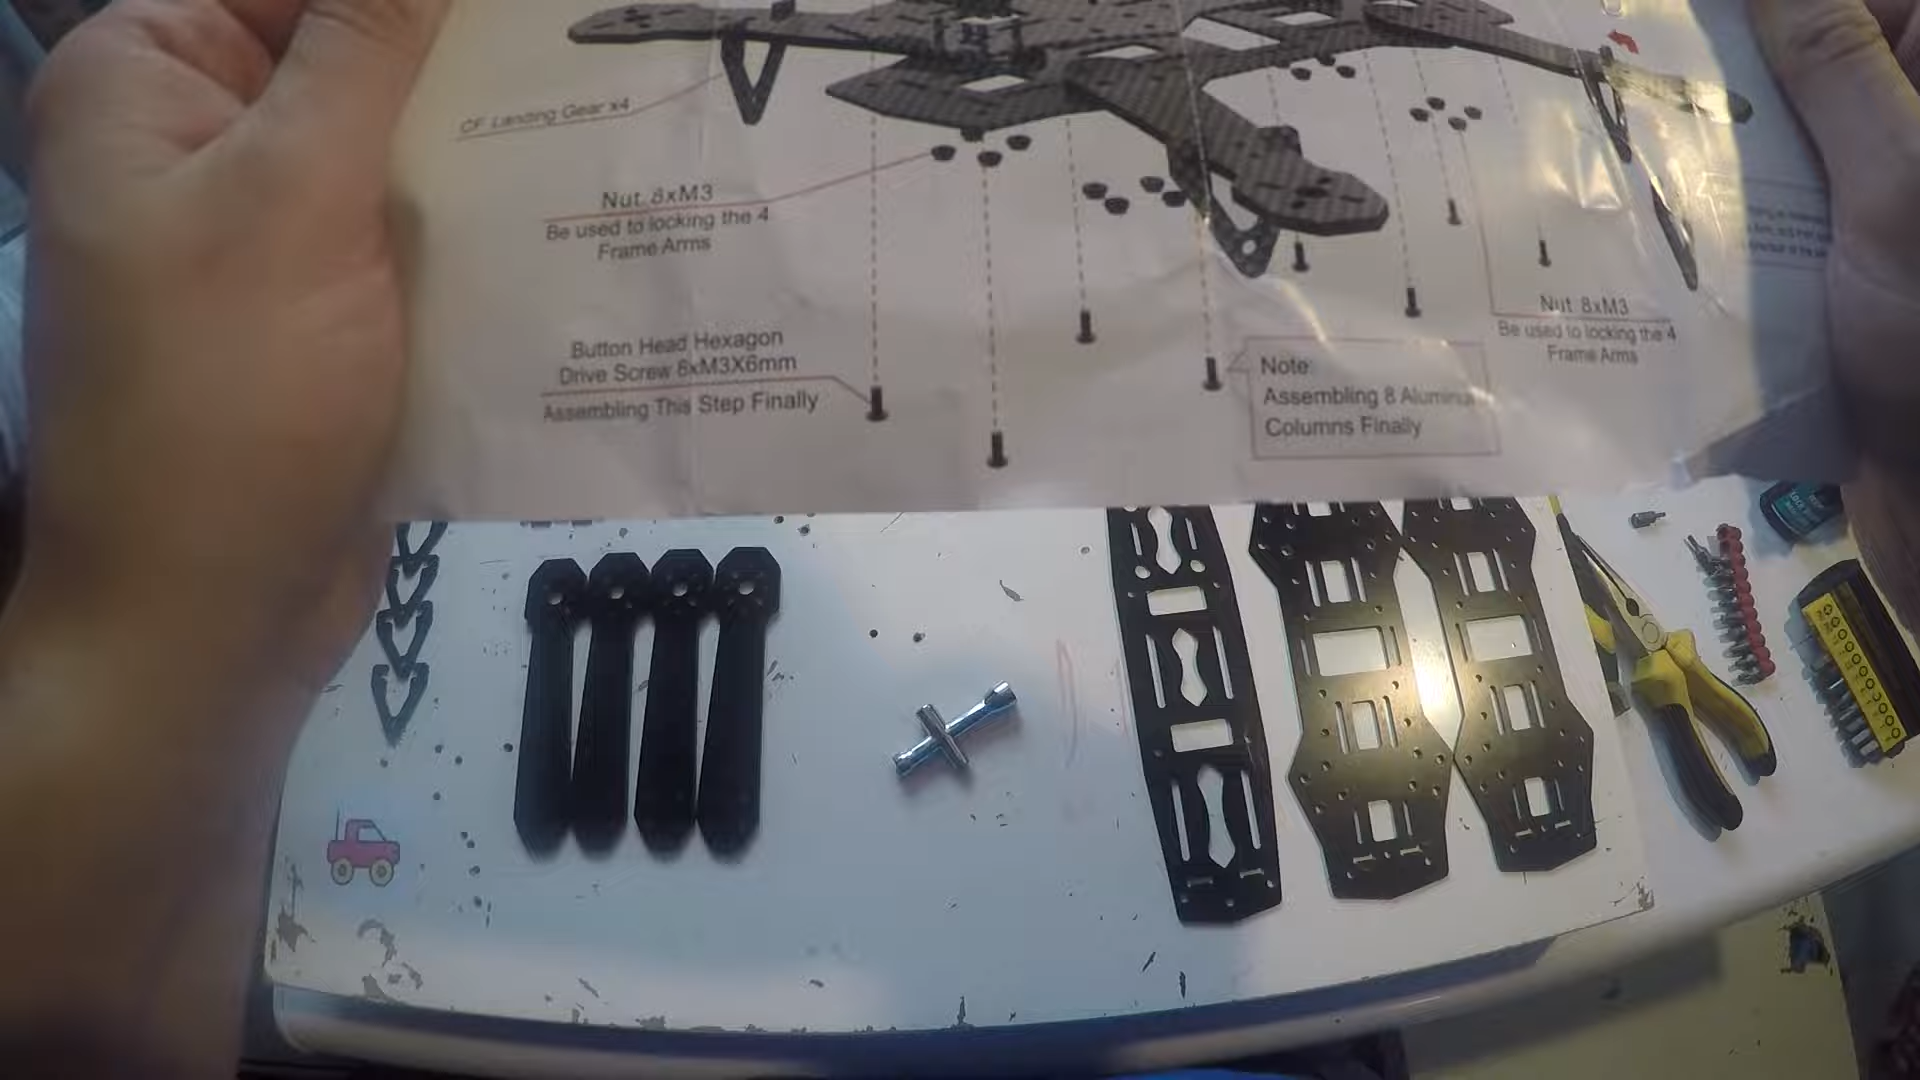 CF Landing Gear x4
Nut 8xM3
Be used to locking the 4
Frame Arms
Button Head Hexagon
Drive Screw 8xM3X6mm
Assembling This Step Finally
Note:
Assembling 8 Aluminu
Columns Finally
Nut 8xM3
Be used to locking the 4
Frame Arms